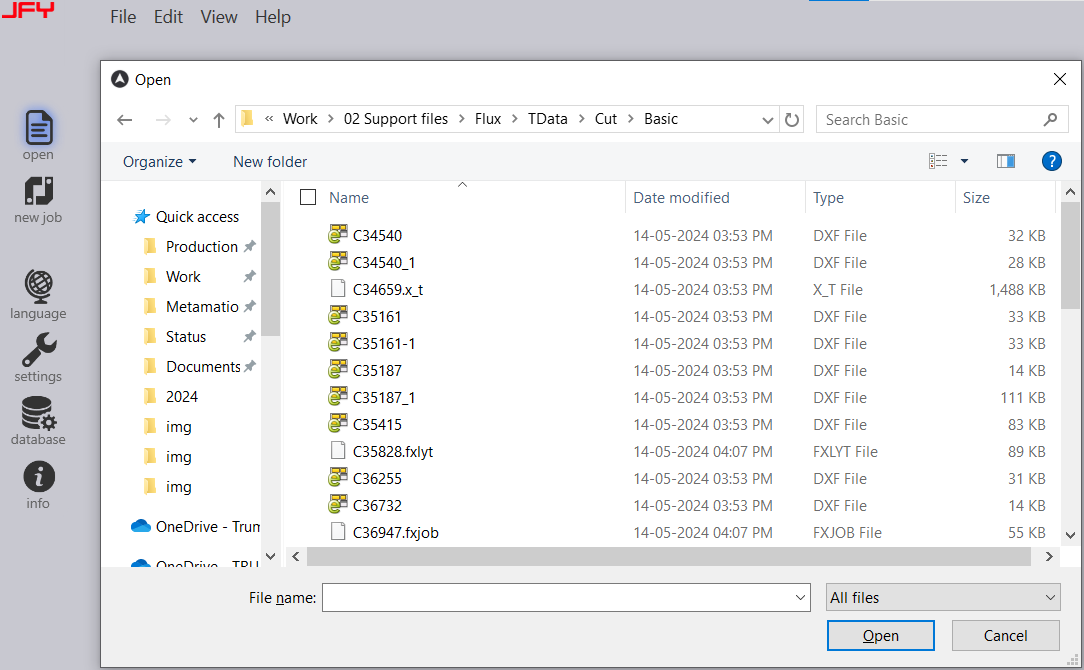 JFY
File Edit View Help
Open
« Work > 02 Support files > Flux > TData > Cut > Basic
Search Basic
Organize
New folder
?
open
new job
language
settings
database
info
Quick access
Production
Work
Metamatio
Status
Documents
2024
img
img
img
OneDrive - Trum
OneDrive - TRU
Name Date modified Type Size
C34540 14-05-2024 03:53 PM DXF File 32 KB
C34540_1 14-05-2024 03:53 PM DXF File 28 KB
C34659.x_t 14-05-2024 03:53 PM X_T File 1,488 KB
C35161 14-05-2024 03:53 PM DXF File 33 KB
C35161-1 14-05-2024 03:53 PM DXF File 33 KB
C35187 14-05-2024 03:53 PM DXF File 14 KB
C35187_1 14-05-2024 03:53 PM DXF File 111 KB
C35415 14-05-2024 03:53 PM DXF File 83 KB
C35828.fxlyt 14-05-2024 04:07 PM FXLYT File 89 KB
C36255 14-05-2024 03:53 PM DXF File 31 KB
C36732 14-05-2024 03:53 PM DXF File 14 KB
C36947.fxjob 14-05-2024 04:07 PM FXJOB File 55 KB
File name:
All files
Open
Cancel